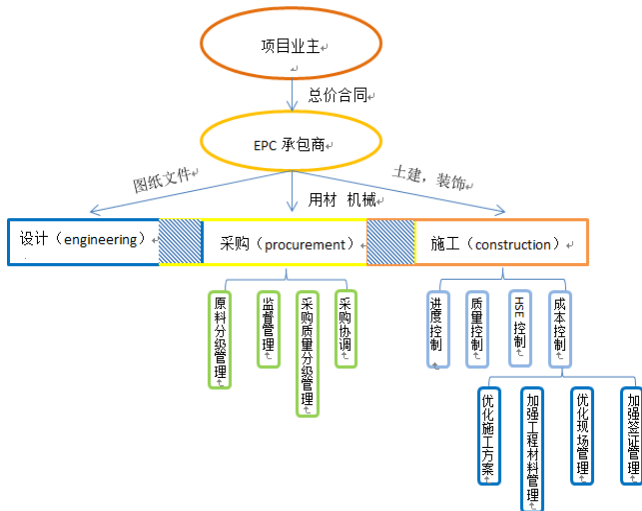 项目业主
总价合同
EPC 承包商
图纸文件
用材 机械
土建，装饰
设计（engineering）
采购（procurement）
施工（construction）
原料分级管理
监督管理
采购质量分级管理
采购协调
进度控制
质量控制
HSE 控制
成本控制
优化施工方案
加强工程材料管理
优化现场管理
加强签证管理